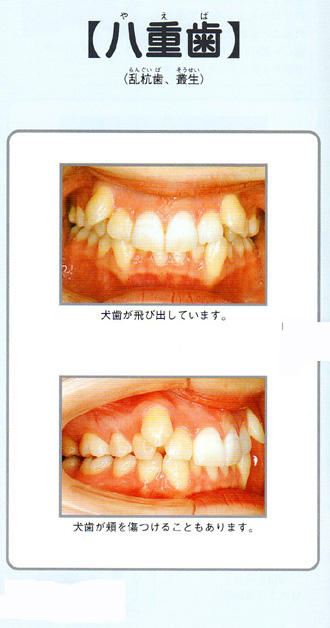 やえば
【八重歯】
らんぐいば そうせい
（乱杭歯、叢生）
犬歯が飛び出しています。
犬歯が頬を傷つけることもあります。